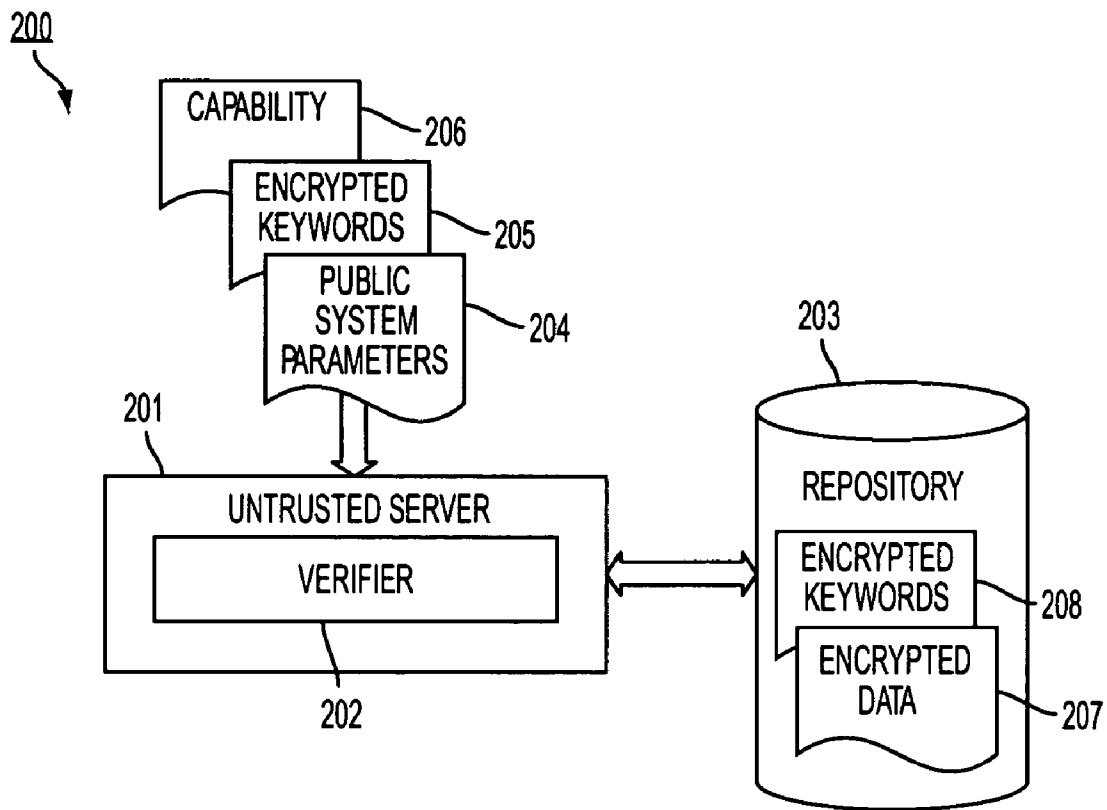 200
CAPABILITY
206
ENCRYPTED
KEYWORDS
205
PUBLIC
SYSTEM
PARAMETERS
204
203
201
UNTRUSTED SERVER
VERIFIER
202
REPOSITORY
ENCRYPTED
KEYWORDS
208
ENCRYPTED
DATA
207